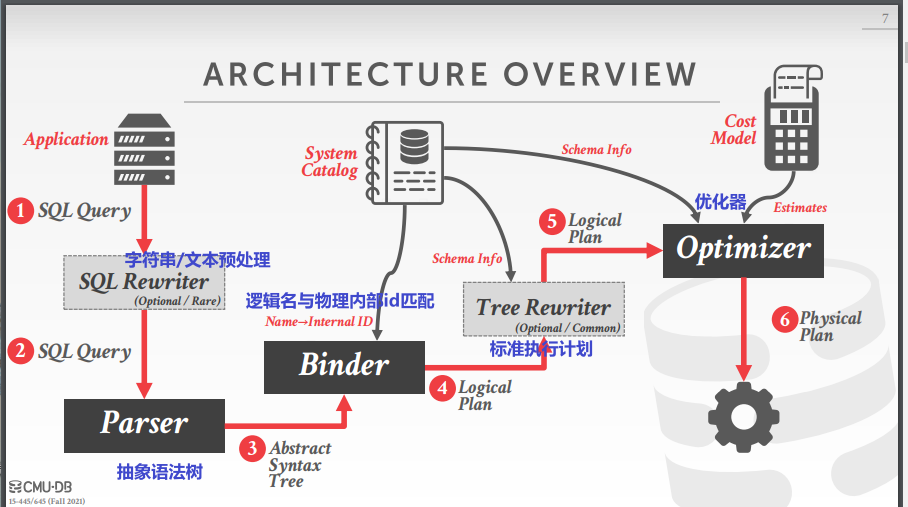 7
ARCHITECTURE OVERVIEW
Application
System
Catalog
Cost
Model
Schema Info
1 SQL Query
优化器
Estimates
5 Logical
Plan
Optimizer
字符串/文本预处理
SQL Rewriter
(Optional / Rare)
Schema Info
逻辑名与物理内部id匹配
Name→Internal ID
Tree Rewriter
(Optional / Common)
标准执行计划
6 Physical
Plan
2 SQL Query
Binder
4 Logical
Plan
Parser
3 Abstract
Syntax
Tree
抽象语法树
CMU·DB
15-445/645 (Fall 2021)